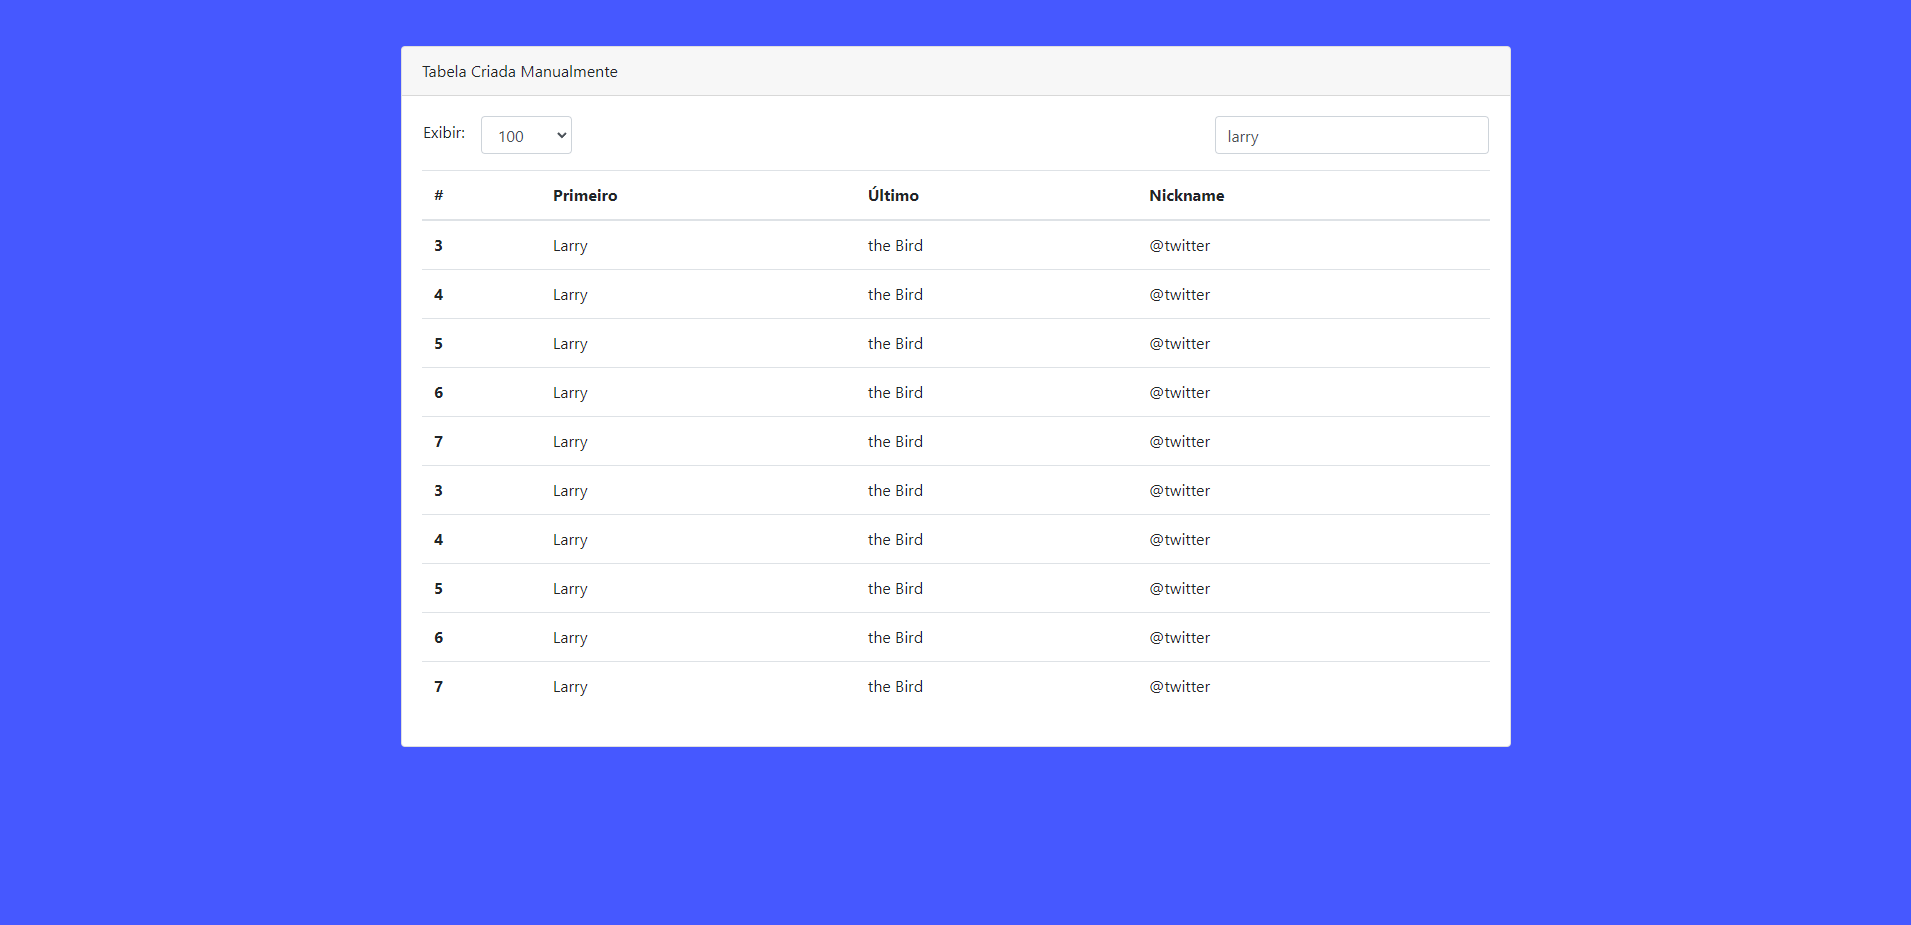 Tabela Criada Manualmente
Exibir: 100 larry
# Primeiro Último Nickname
3 Larry the Bird @twitter
4 Larry the Bird @twitter
5 Larry the Bird @twitter
6 Larry the Bird @twitter
7 Larry the Bird @twitter
3 Larry the Bird @twitter
4 Larry the Bird @twitter
5 Larry the Bird @twitter
6 Larry the Bird @twitter
7 Larry the Bird @twitter